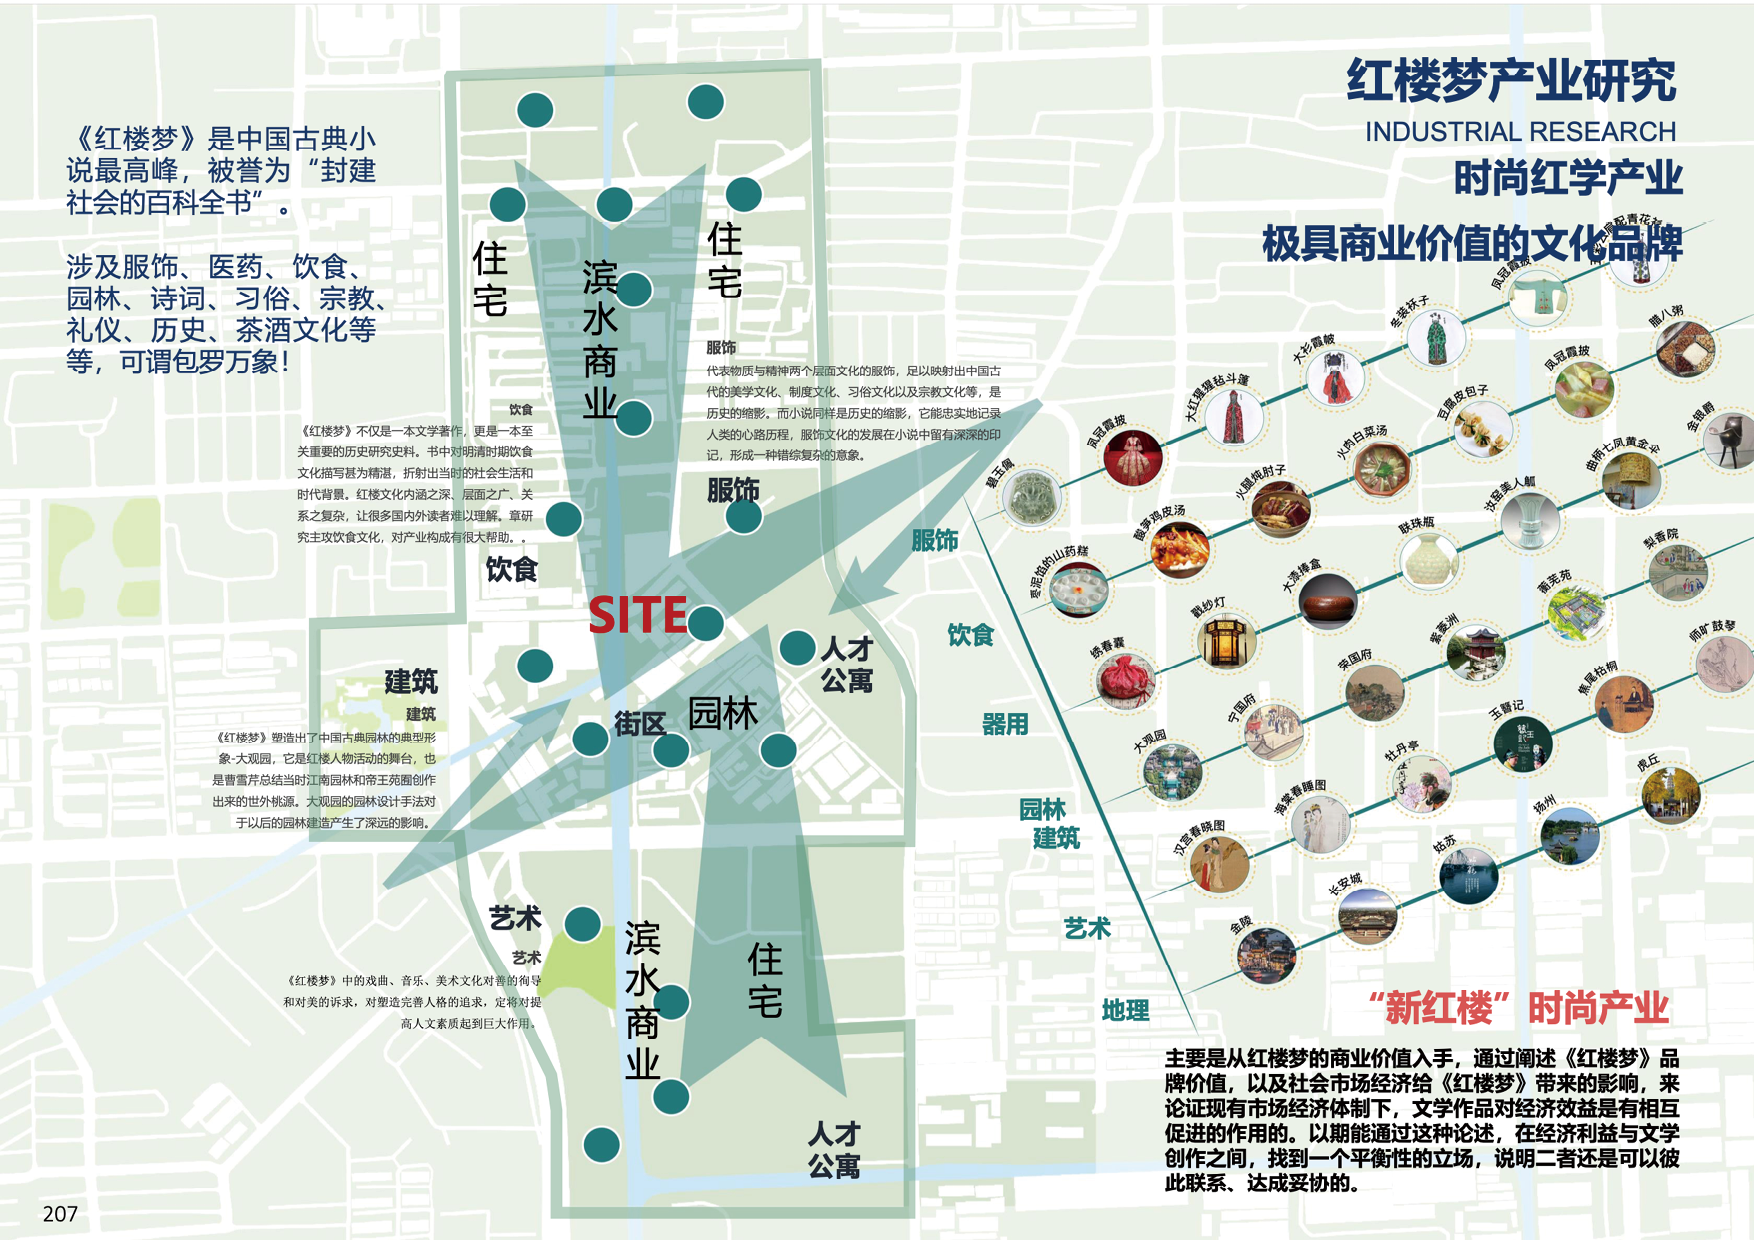 红楼梦产业研究
INDUSTRIAL RESEARCH
时尚红学产业
极具商业价值的文化品牌
《红楼梦》是中国古典小
说最高峰，被誉为“封建
社会的百科全书”。
涉及服饰、医药、饮食、
园林、诗词、习俗、宗教、
礼仪、历史、茶酒文化等
等，可谓包罗万象！
住宅
滨水商业
住宅
服饰
代表物质与精神两个层面文化的服饰，足以映射出中国古
代的美学文化、制度文化、习俗文化以及宗教文化等，是
历史的缩影。而小说同样是历史的缩影，它能忠实地记录
人类的心路历程，服饰文化的发展在小说中留有深深的印
记，形成一种错综复杂的意象。
服饰
饮食
《红楼梦》不仅是一本文学著作，更是一本至
关重要的历史研究史料。书中对明清时期饮食
文化描写甚为精湛，折射出当时的社会生活和
时代背景。红楼文化内涵之深、层面之广、关
系之复杂，让很多国内外读者难以理解。章研
究主攻饮食文化，对产业构成有很大帮助。。
饮食
SITE
人才
公寓
建筑
建筑
《红楼梦》塑造出了中国古典园林的典型形
象-大观园，它是红楼人物活动的舞台，也
是曹雪芹总结当时江南园林和帝王苑囿创作
出来的世外桃源。大观园的园林设计手法对
于以后的园林建造产生了深远的影响。
街区
园林
艺术
艺术
《红楼梦》中的戏曲、音乐、美术文化对善的徇导
和对美的诉求，对塑造完善人格的追求，定将对提
高人文素质起到巨大作用。
滨水商业
住宅
人才
公寓
服饰
碧玉佩
凤冠霞披
大红猩猩毡斗篷
大衫霞帔
冬装袄子
凤冠霞披
饮食
枣泥馅的山药糕
酸笋鸡皮汤
火腿炖肘子
火肉白菜汤
豆腐皮包子
凤冠霞披
腊八粥
器用
绣春囊
戳纱灯
大漆捧盒
联珠瓶
汝窑美人觚
曲柄七凤黄金伞
金银爵
园林
建筑
大观园
宁国府
荣国府
紫菱洲
蘅芜苑
梨香院
艺术
汉宫春晓图
海棠春睡图
牡丹亭
玉簪记
焦尾枯桐
师旷鼓琴
地理
金陵
长安城
姑苏
扬州
虎丘
“新红楼”时尚产业
主要是从红楼梦的商业价值入手，通过阐述《红楼梦》品
牌价值，以及社会市场经济给《红楼梦》带来的影响，来
论证现有市场经济体制下，文学作品对经济效益是有相互
促进的作用的。以期能通过这种论述，在经济利益与文学
创作之间，找到一个平衡性的立场，说明二者还是可以彼
此联系、达成妥协的。
207